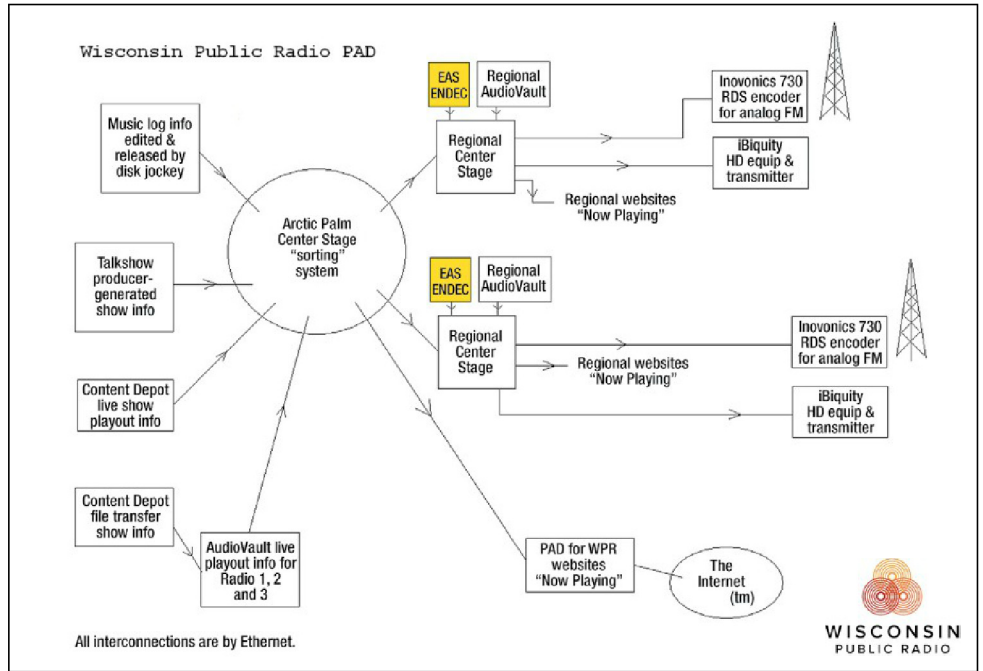 Wisconsin Public Radio PAD
EAS
ENDEC
Regional
AudioVault
Inovonics 730
RDS encoder
for analog FM
Music log info
edited &
released by
disk jockey
Regional
Center
Stage
iBiquity
HD equip &
transmitter
Regional websites
“Now Playing”
Arctic Palm
Center Stage
“sorting”
system
Talkshow
producer-
generated
show info
EAS
ENDEC
Regional
AudioVault
Regional
Center
Stage
Inovonics 730
RDS encoder
for analog FM
Regional websites
“Now Playing”
Content Depot
live show
playout info
iBiquity
HD equip &
transmitter
Content Depot
file transfer
show info
AudioVault live
playout info for
Radio 1, 2
and 3
PAD for WPR
websites
“Now Playing”
The
Internet
(tm)
All interconnections are by Ethernet.
WISCONSIN
PUBLIC RADIO